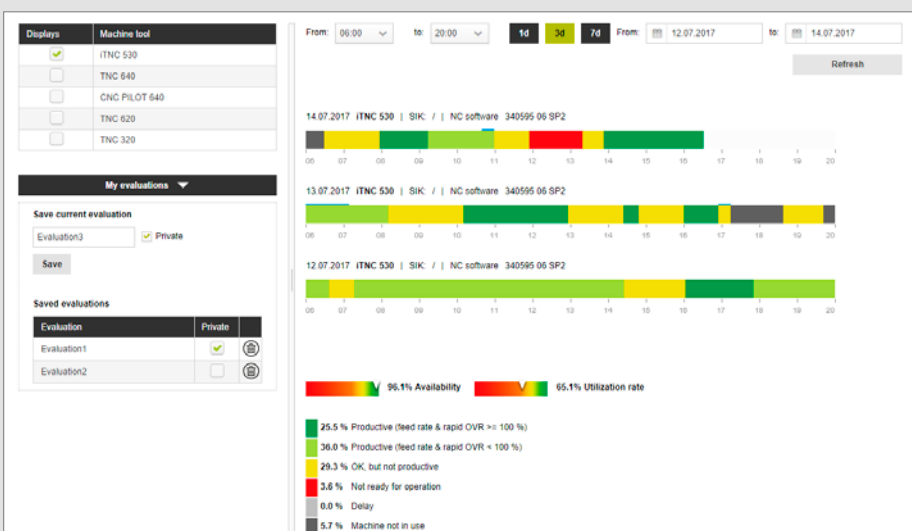 Displays Machine tool
iTNC 530
TNC 640
CNC PILOT 640
TNC 620
TNC 320
My evaluations
Save current evaluation
Evaluation3 Private
Save
Saved evaluations
Evaluation Private
Evaluation1
Evaluation2
From: 06:00 to: 20:00 1d 3d 7d From: 12.07.2017 to: 14.07.2017
Refresh
14.07.2017 iTNC 530 | SIK: / | NC software 340595 06 SP2
06 07 08 09 10 11 12 13 14 15 16 17 18 19 20
13.07.2017 iTNC 530 | SIK: / | NC software 340595 06 SP2
06 07 08 09 10 11 12 13 14 15 16 17 18 19 20
12.07.2017 iTNC 530 | SIK: / | NC software 340595 06 SP2
06 07 08 09 10 11 12 13 14 15 16 17 18 19 20
96.1% Availability 65.1% Utilization rate
25.5 % Productive (feed rate & rapid OVR >= 100 %)
36.0 % Productive (feed rate & rapid OVR < 100 %)
29.3 % OK, but not productive
3.6 % Not ready for operation
0.0 % Delay
5.7 % Machine not in use